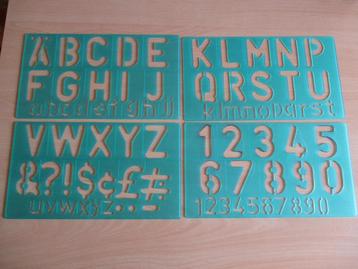 ÄBCDE
FGHIJ
abcdefghij
KLMNP
QRSTU
klmnopqrst
VWXYZ
&?!$¢£#
uvwxyz
12345
67890
1234567890